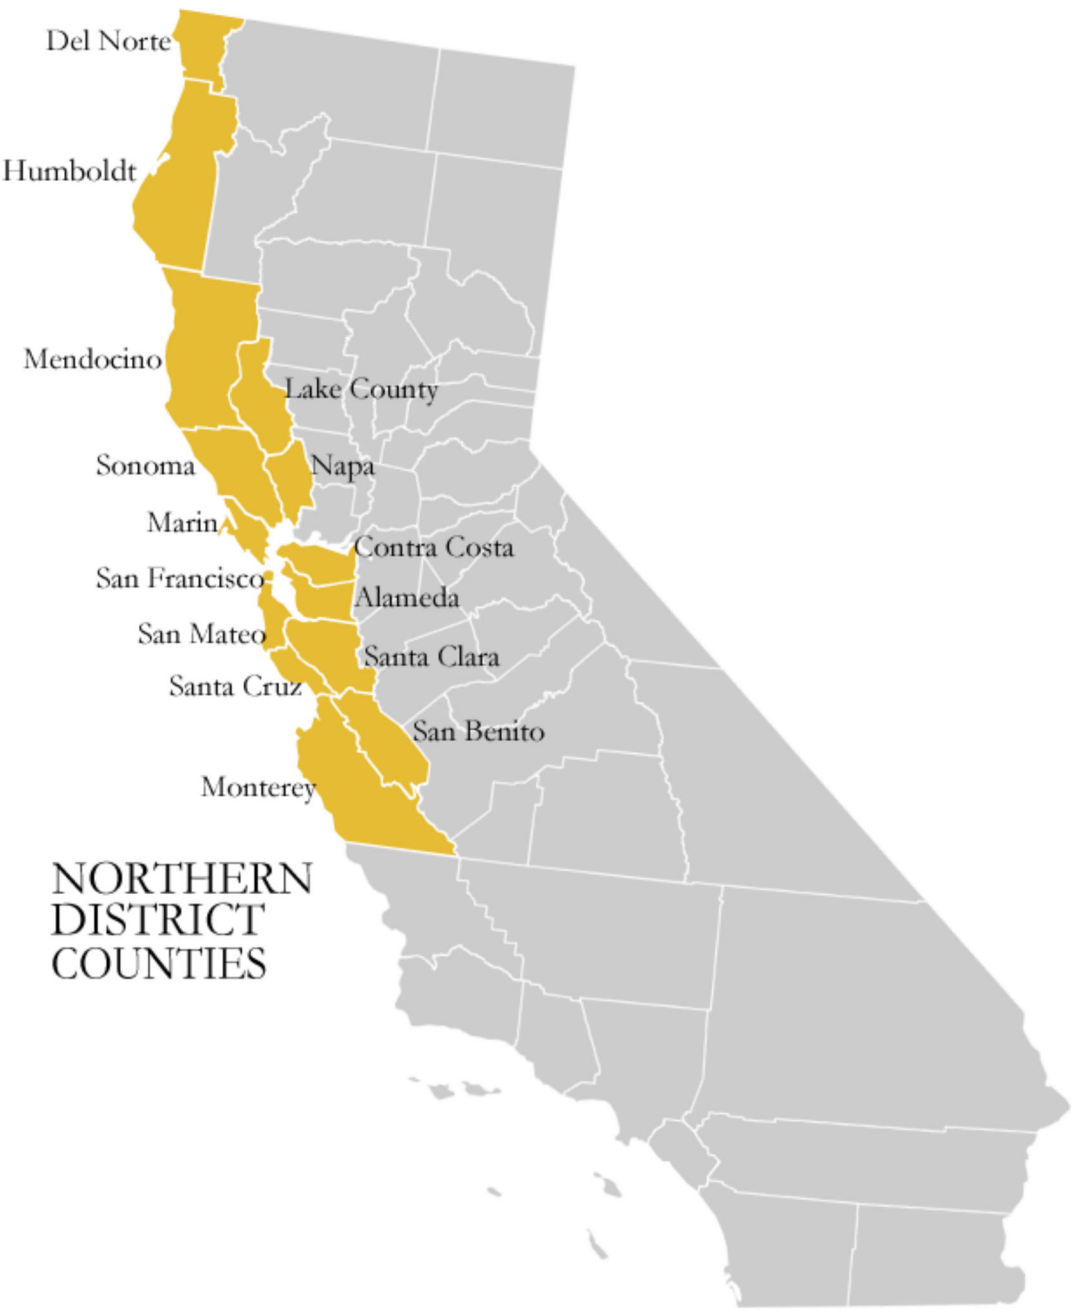 Del Norte
Humboldt
Mendocino
Lake County
Sonoma
Napa
Marin
Contra Costa
San Francisco
Alameda
San Mateo
Santa Clara
Santa Cruz
San Benito
Monterey
NORTHERN
DISTRICT
COUNTIES